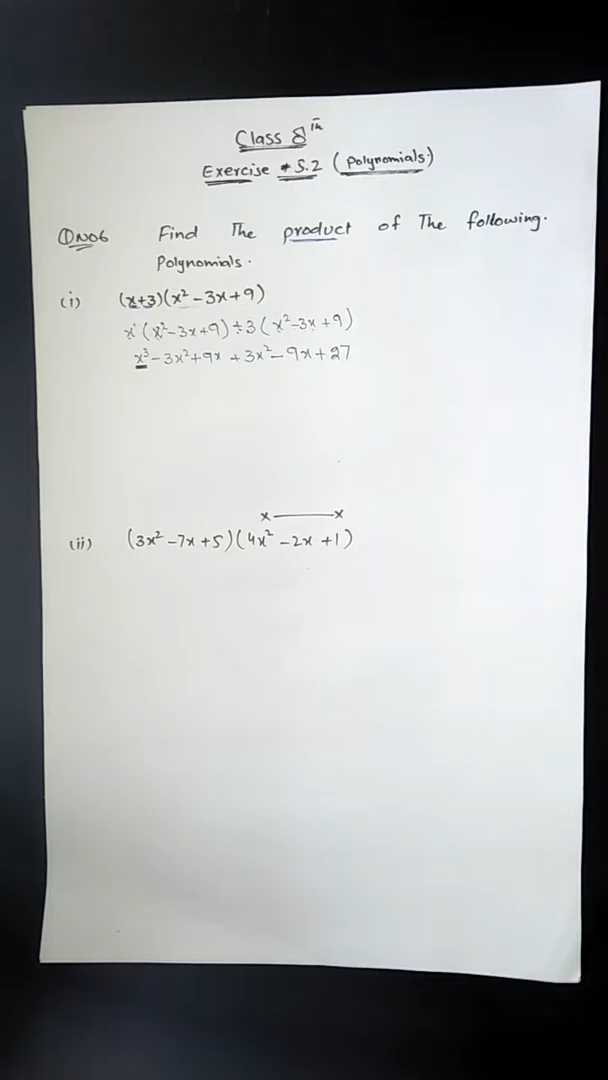 Class 8th
Exercise # 5.2 (Polynomials:)
QNo6 Find The product of The following.
Polynomials.
(i) (x+3)(x² - 3x + 9)
x(x² - 3x + 9) + 3(x² - 3x + 9)
x³ - 3x² + 9x + 3x² - 9x + 27
x———x
(ii) (3x² - 7x + 5)(4x² - 2x + 1)